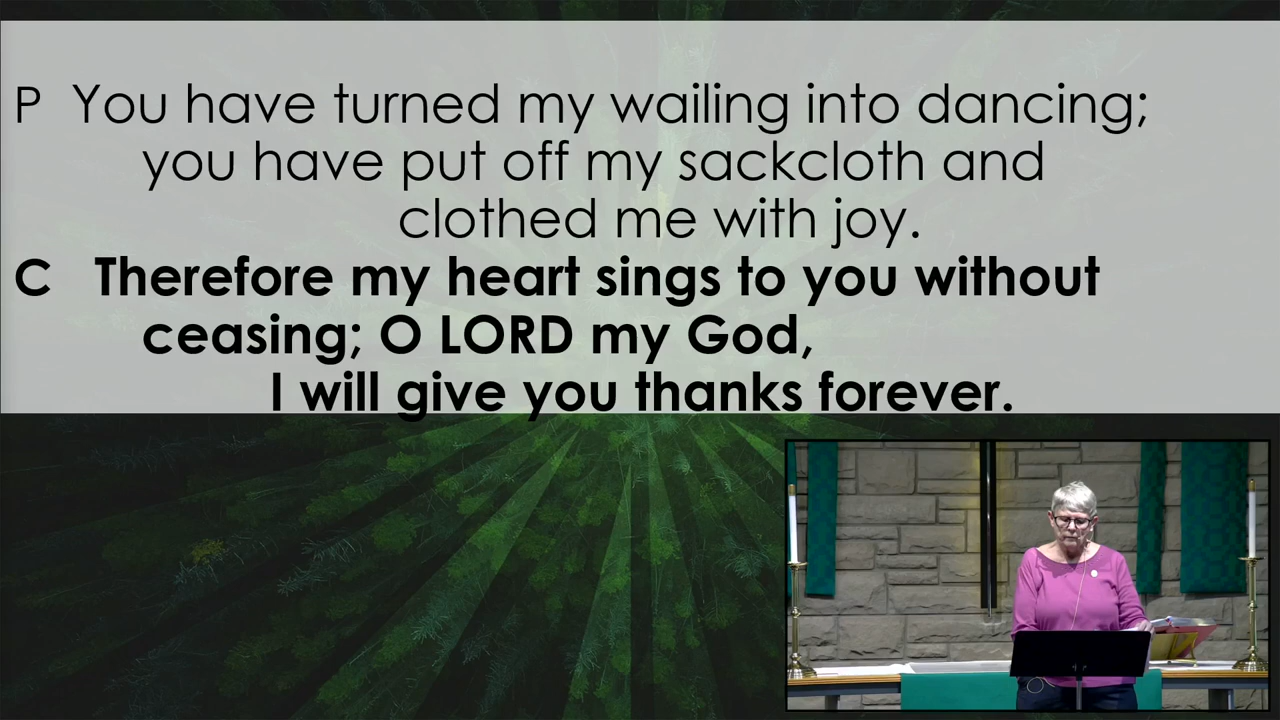 P You have turned my wailing into dancing;
you have put off my sackcloth and
clothed me with joy.
C Therefore my heart sings to you without
ceasing; O LORD my God,
I will give you thanks forever.